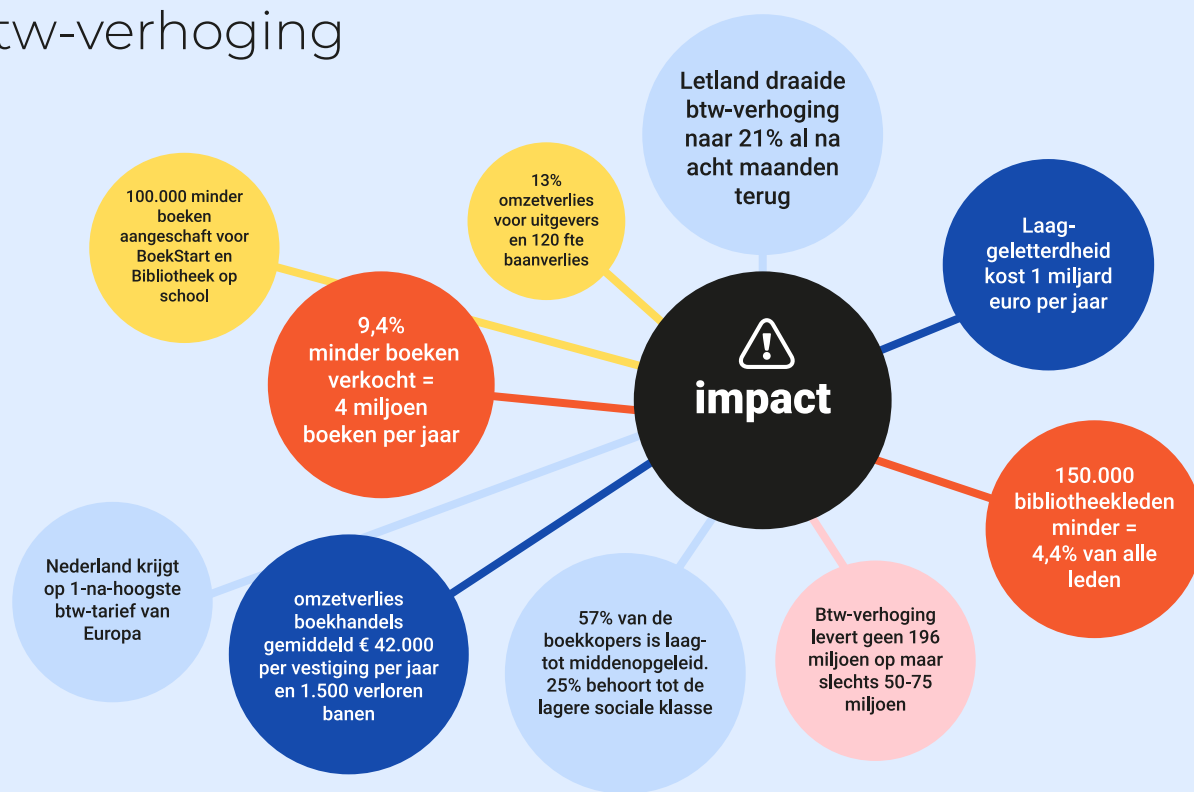 tw-verhoging
Letland draaide
btw-verhoging
naar 21% al na
acht maanden
terug
100.000 minder
boeken
aangeschaft voor
BoekStart en
Bibliotheek op
school
13%
omzetverlies
voor uitgevers
en 120 fte
baanverlies
Laag-
geletterdheid
kost 1 miljard
euro per jaar
9,4%
minder boeken
verkocht =
4 miljoen
boeken per jaar
impact
150.000
bibliotheekleden
minder =
4,4% van alle
leden
Nederland krijgt
op 1-na-hoogste
btw-tarief van
Europa
omzetverlies
boekhandels
gemiddeld € 42.000
per vestiging per jaar
en 1.500 verloren
banen
57% van de
boekkopers is laag-
tot middenopgeleid.
25% behoort tot de
lagere sociale klasse
Btw-verhoging
levert geen 196
miljoen op maar
slechts 50-75
miljoen